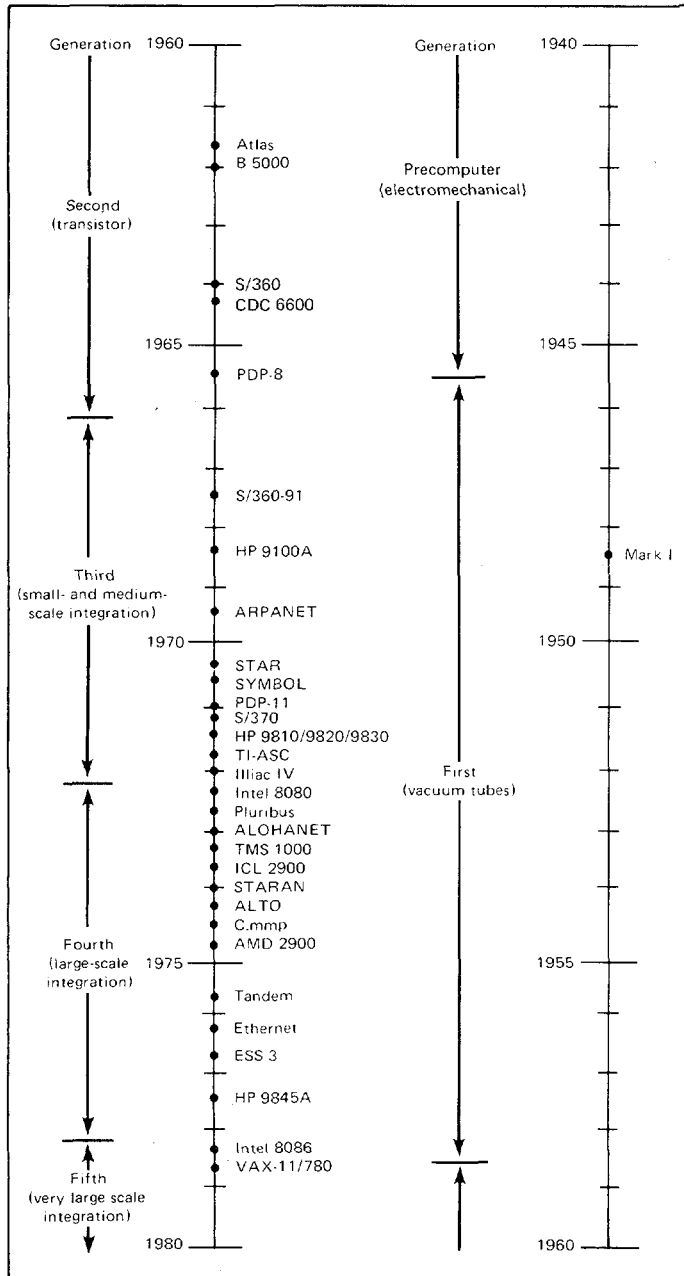 Generation
1960
Atlas
B 5000
Second
(transistor)
S/360
CDC 6600
1965
PDP-8
S/360-91
HP 9100A
Third
(small- and medium-
scale integration)
ARPANET
1970
STAR
SYMBOL
PDP-11
S/370
HP 9810/9820/9830
TI-ASC
Illiac IV
Intel 8080
Pluribus
ALOHANET
TMS 1000
ICL 2900
STARAN
ALTO
C.mmp
AMD 2900
Fourth
(large-scale
integration)
1975
Tandem
Ethernet
ESS 3
HP 9845A
Intel 8086
VAX-11/780
Fifth
(very large scale
integration)
1980
Generation
1940
Precomputer
(electromechanical)
1945
Mark I
1950
First
(vacuum tubes)
1955
1960